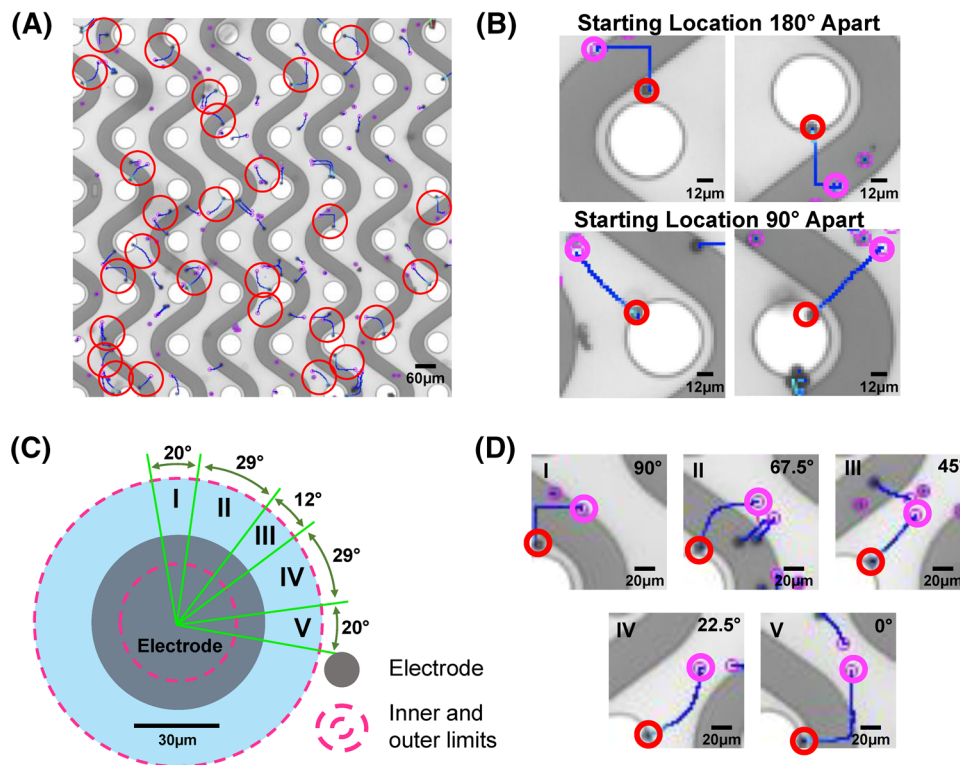 (A)
60µm
(B)
Starting Location 180° Apart
12µm
12µm
Starting Location 90° Apart
12µm
12µm
(C)
20°
29°
12°
29°
20°
I
II
III
IV
V
Electrode
30µm
Electrode
Inner and
outer limits
(D)
I 90°
20µm
II 67.5°
20µm
III 45°
20µm
IV 22.5°
20µm
V 0°
20µm